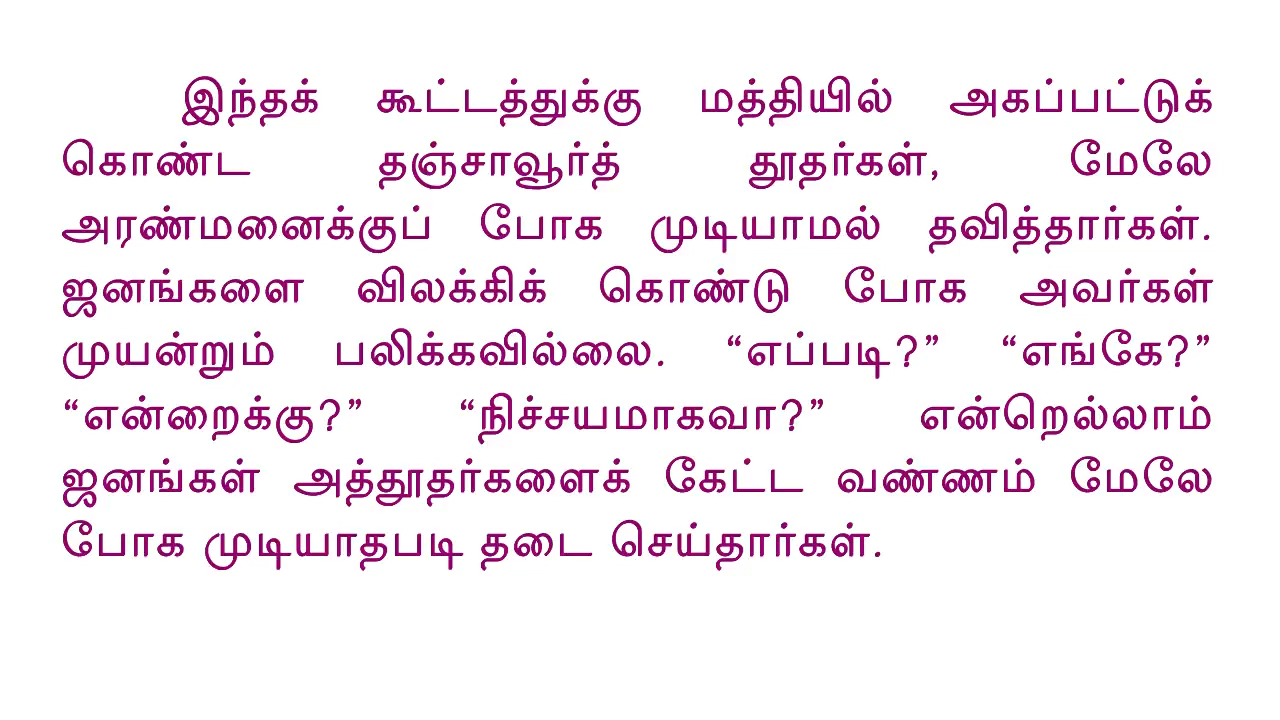 இந்தக் கூட்டத்துக்கு மத்தியில் அகப்பட்டுக்
கொண்ட தஞ்சாவூர்த் தூதர்கள், மேலே
அரண்மனைக்குப் போக முடியாமல் தவித்தார்கள்.
ஜனங்களை விலக்கிக் கொண்டு போக அவர்கள்
முயன்றும் பலிக்கவில்லை. “எப்படி?” “எங்கே?”
“என்றைக்கு?” “நிச்சயமாகவா?” என்றெல்லாம்
ஜனங்கள் அத்தூதர்களைக் கேட்ட வண்ணம் மேலே
போக முடியாதபடி தடை செய்தார்கள்.